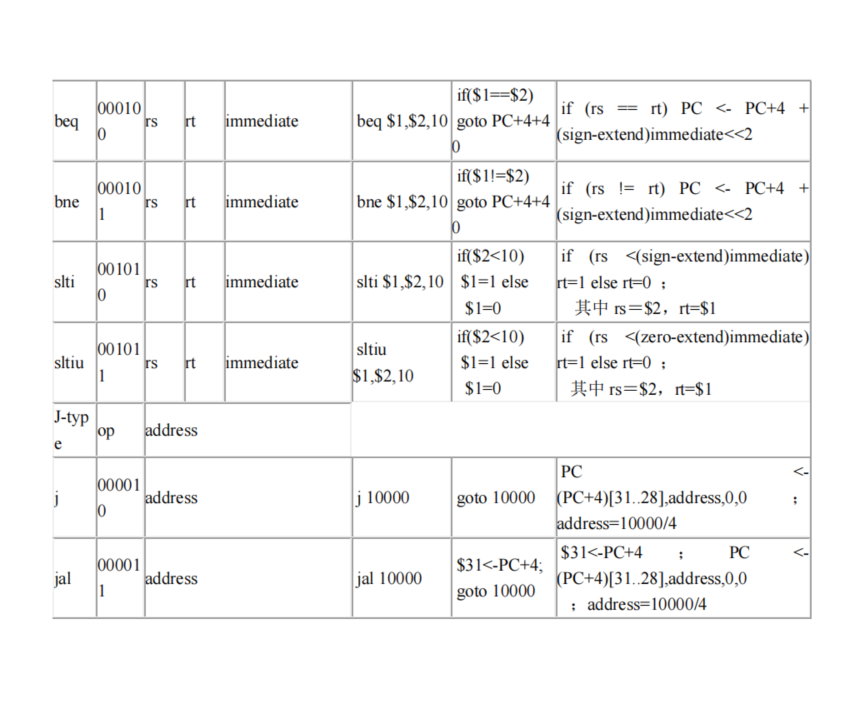 beq 000100 rs rt immediate beq $1,$2,10 if($1==$2) goto PC+4+40 if (rs == rt) PC <- PC+4 + (sign-extend)immediate<<2
bne 000101 rs rt immediate bne $1,$2,10 if($1!=$2) goto PC+4+40 if (rs != rt) PC <- PC+4 + (sign-extend)immediate<<2
slti 001010 rs rt immediate slti $1,$2,10 if($2<10) $1=1 else $1=0 if (rs <(sign-extend)immediate) rt=1 else rt=0 ； 其中 rs＝$2，rt=$1
sltiu 001011 rs rt immediate sltiu $1,$2,10 if($2<10) $1=1 else $1=0 if (rs <(zero-extend)immediate) rt=1 else rt=0 ； 其中 rs＝$2，rt=$1
J-type op address
j 000010 address j 10000 goto 10000 PC <- (PC+4)[31..28],address,0,0 ； address=10000/4
jal 000011 address jal 10000 $31<-PC+4; goto 10000 $31<-PC+4 ； PC <- (PC+4)[31..28],address,0,0 ；address=10000/4